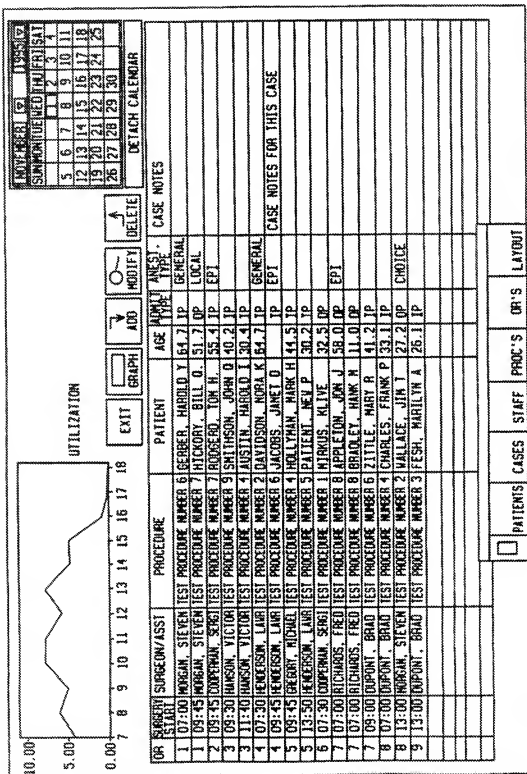 UTILIZATION
10.00
5.00
0.00
7 8 9 10 11 12 13 14 15 16 17 18
NOVEMBER 1995
SUN MON TUE WED THU FRI SAT
1 2 3 4
5 6 7 8 9 10 11
12 13 14 15 16 17 18
19 20 21 22 23 24 25
26 27 28 29 30
DETACH CALENDAR
EXIT GRAPH ADD MODIFY DELETE
OR SURGERY START SURGEON/ASST PROCEDURE PATIENT AGE ADMIT TYPE ANEST. TYPE CASE NOTES
1 07:00 MORGAN, STEVEN TEST PROCEDURE NUMBER 6 GERBER, HAROLD Y 64.7 IP GENERAL
1 09:45 MORGAN, STEVEN TEST PROCEDURE NUMBER 7 HICKORY, BILL O. 51.7 OP LOCAL
2 09:45 COOPERMAN, SERGI TEST PROCEDURE NUMBER 7 RODGERO, TOM H. 55.4 IP EPI
3 09:30 HAMSON, VICTOR TEST PROCEDURE NUMBER 9 SMITHSON, JOHN O 40.2 IP
3 11:40 HAMSON, VICTOR TEST PROCEDURE NUMBER 4 AUSTIN, HAROLD I 30.4 IP
4 07:30 HENDERSON, LAUR TEST PROCEDURE NUMBER 2 DAVIDSON, NORA K 64.7 IP GENERAL
4 09:45 HENDERSON, LAUR TEST PROCEDURE NUMBER 6 JACOBS, JANET O IP EPI CASE NOTES FOR THIS CASE
5 09:45 GREGORY, MICHAEL TEST PROCEDURE NUMBER 4 HOLLYMAN, MARK H 44.5 IP
5 13:50 HENDERSON, LAUR TEST PROCEDURE NUMBER 5 PATIENT, NEW P 30.2 IP
6 07:30 COOPERMAN, SERGI TEST PROCEDURE NUMBER 1 MIRKUS, KLIVE 32.5 OP
7 07:00 RICHARDS, FRED TEST PROCEDURE NUMBER 8 APPLETON, JON J 58.0 OP EPI
7 07:00 RICHARDS, FRED TEST PROCEDURE NUMBER 8 BRADLEY, HANK M 11.0 OP
7 09:00 DUPONT, BRAD TEST PROCEDURE NUMBER 6 ZITTLE, MARY R 41.2 IP
8 07:00 DUPONT, BRAD TEST PROCEDURE NUMBER 4 CHARLES, FRANK P 33.1 IP
8 13:00 MORGAN, STEVEN TEST PROCEDURE NUMBER 2 WALLACE, JIM T 27.2 OP CHOICE
9 13:00 DUPONT, BRAD TEST PROCEDURE NUMBER 3 FESH, MARILYN A 26.1 IP
PATIENTS CASES STAFF PROC'S DR'S LAYOUT